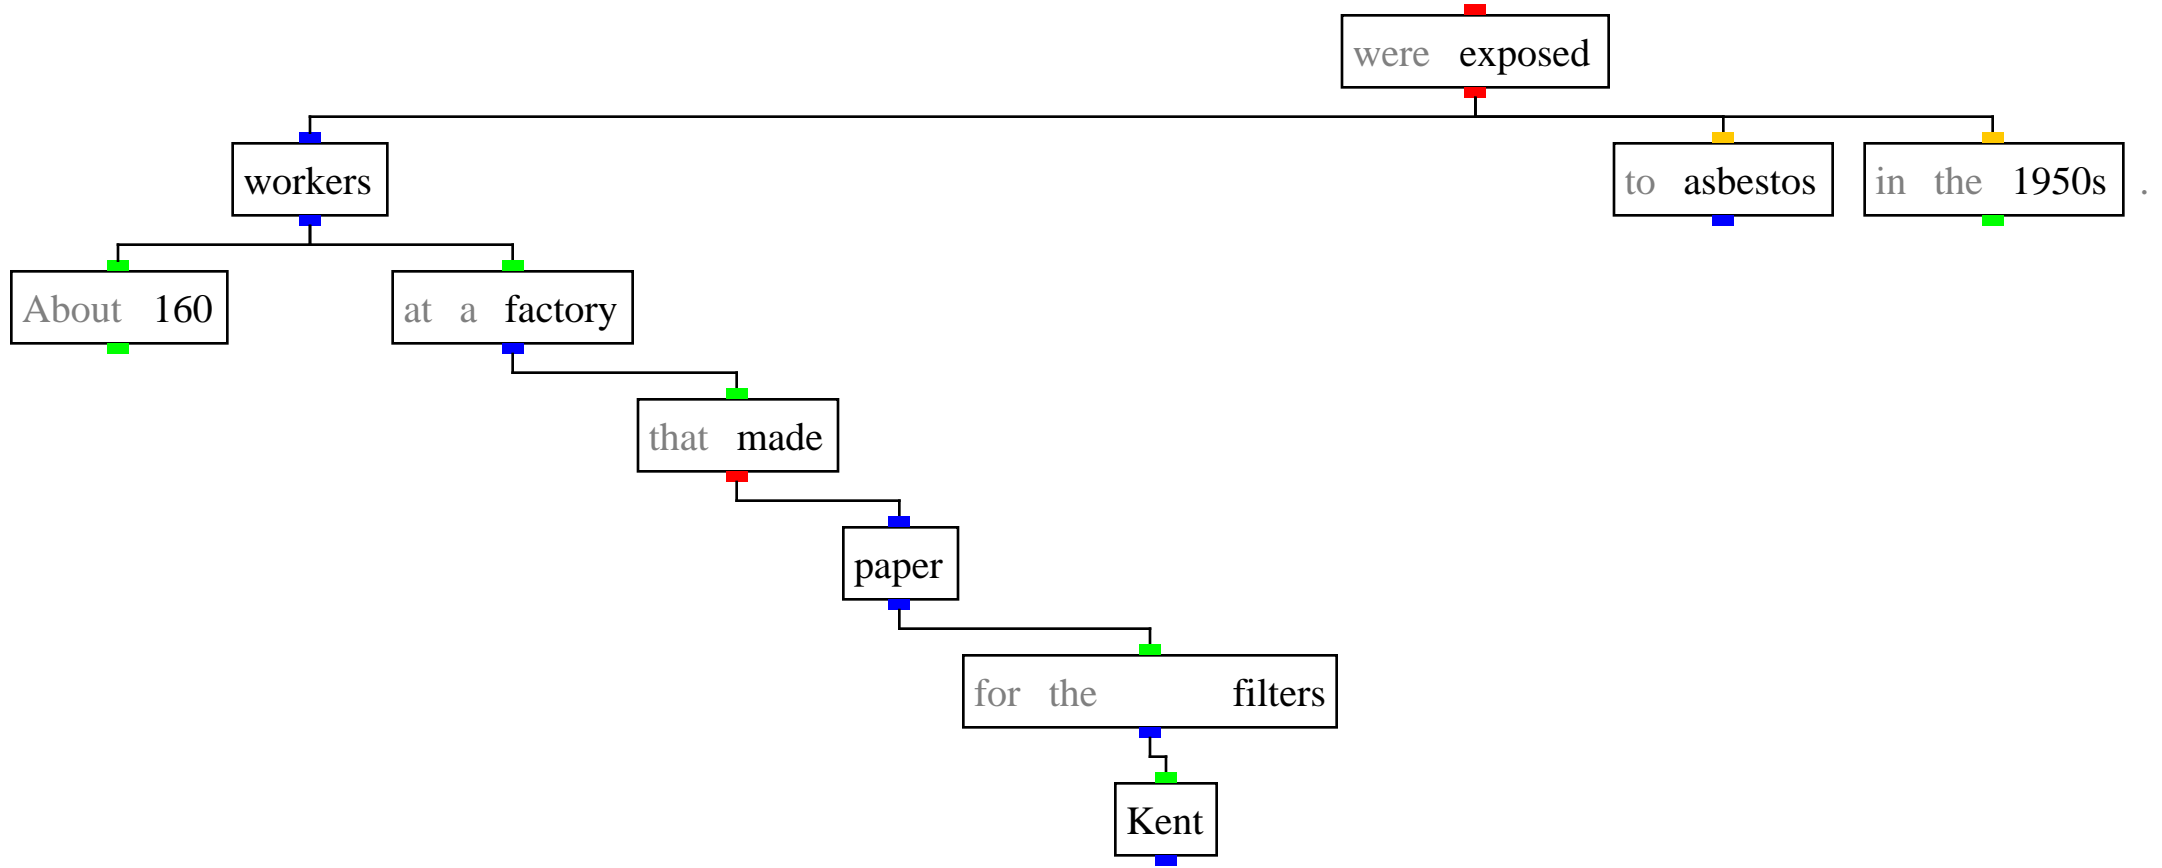 were exposed
workers
to asbestos
in the 1950s .
About 160
at a factory
that made
paper
for the filters
Kent